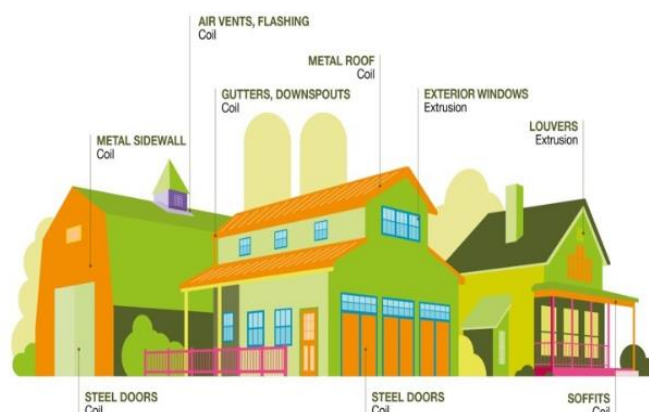 AIR VENTS, FLASHING
Coil
METAL ROOF
Coil
GUTTERS, DOWNSPOUTS
Coil
EXTERIOR WINDOWS
Extrusion
LOUVERS
Extrusion
METAL SIDEWALL
Coil
STEEL DOORS
Coil
STEEL DOORS
Coil
SOFFITS
Coil